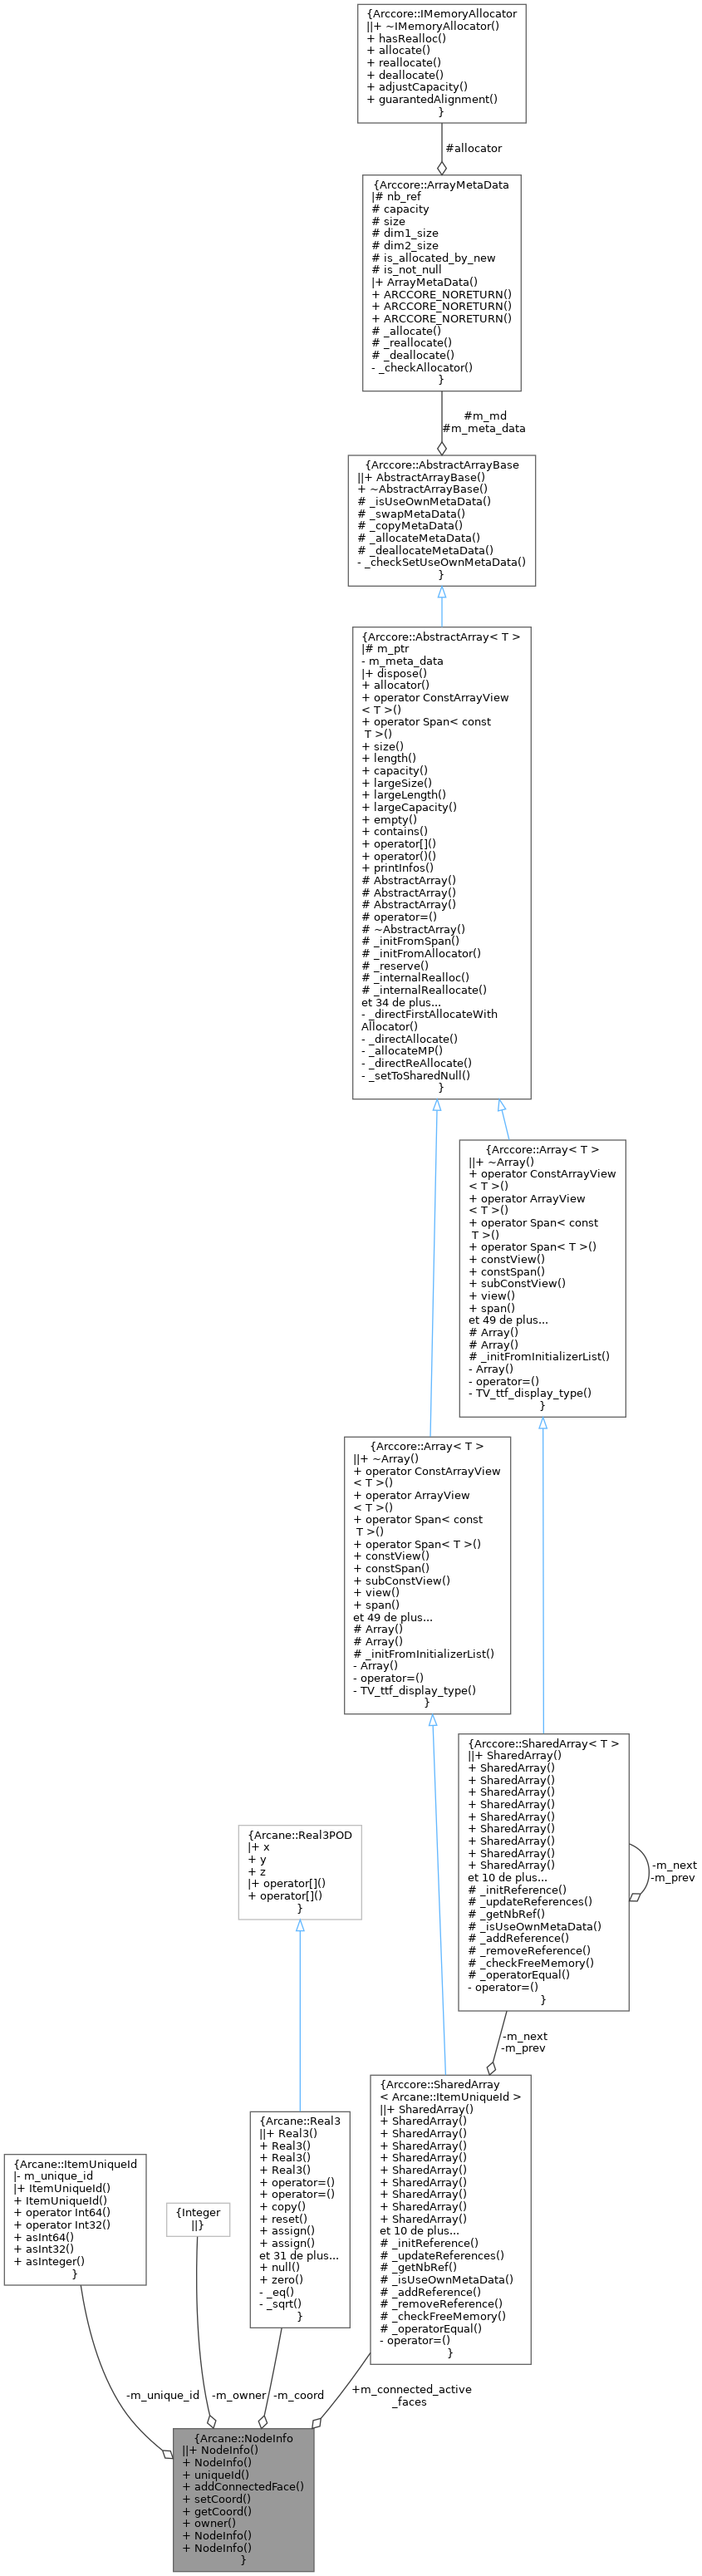 {Arccore::IMemoryAllocator
||+ ~IMemoryAllocator()
+ hasRealloc()
+ allocate()
+ reallocate()
+ deallocate()
+ adjustCapacity()
+ guarantedAlignment()
}
#allocator
{Arccore::ArrayMetaData
|# nb_ref
# capacity
# size
# dim1_size
# dim2_size
# is_allocated_by_new
# is_not_null
|+ ArrayMetaData()
+ ARCCORE_NORETURN()
+ ARCCORE_NORETURN()
+ ARCCORE_NORETURN()
# _allocate()
# _reallocate()
# _deallocate()
- _checkAllocator()
}
#m_md
#m_meta_data
{Arccore::AbstractArrayBase
||+ AbstractArrayBase()
+ ~AbstractArrayBase()
# _isUseOwnMetaData()
# _swapMetaData()
# _copyMetaData()
# _allocateMetaData()
# _deallocateMetaData()
- _checkSetUseOwnMetaData()
}
{Arccore::AbstractArray< T >
|# m_ptr
- m_meta_data
|+ dispose()
+ allocator()
+ operator ConstArrayView
< T >()
+ operator Span< const
T >()
+ size()
+ length()
+ capacity()
+ largeSize()
+ largeLength()
+ largeCapacity()
+ empty()
+ contains()
+ operator[]()
+ operator()()
+ printInfos()
# AbstractArray()
# AbstractArray()
# AbstractArray()
# operator=()
# ~AbstractArray()
# _initFromSpan()
# _initFromAllocator()
# _reserve()
# _internalRealloc()
# _internalReallocate()
et 34 de plus...
- _directFirstAllocateWith
Allocator()
- _directAllocate()
- _allocateMP()
- _directReAllocate()
- _setToSharedNull()
}
{Arccore::Array< T >
||+ ~Array()
+ operator ConstArrayView
< T >()
+ operator ArrayView
< T >()
+ operator Span< const
T >()
+ operator Span< T >()
+ constView()
+ constSpan()
+ subConstView()
+ view()
+ span()
et 49 de plus...
# Array()
# Array()
# _initFromInitializerList()
- Array()
- operator=()
- TV_ttf_display_type()
}
{Arccore::Array< T >
||+ ~Array()
+ operator ConstArrayView
< T >()
+ operator ArrayView
< T >()
+ operator Span< const
T >()
+ operator Span< T >()
+ constView()
+ constSpan()
+ subConstView()
+ view()
+ span()
et 49 de plus...
# Array()
# Array()
# _initFromInitializerList()
- Array()
- operator=()
- TV_ttf_display_type()
}
{Arccore::SharedArray< T >
||+ SharedArray()
+ SharedArray()
+ SharedArray()
+ SharedArray()
+ SharedArray()
+ SharedArray()
+ SharedArray()
+ SharedArray()
+ SharedArray()
+ SharedArray()
et 10 de plus...
# _initReference()
# _updateReferences()
# _getNbRef()
# _isUseOwnMetaData()
# _addReference()
# _removeReference()
# _checkFreeMemory()
# _operatorEqual()
- operator=()
}
-m_next
-m_prev
{Arcane::Real3POD
|+ x
+ y
+ z
|+ operator[]()
+ operator[]()
}
-m_next
-m_prev
{Arccore::SharedArray
< Arcane::ItemUniqueId >
||+ SharedArray()
+ SharedArray()
+ SharedArray()
+ SharedArray()
+ SharedArray()
+ SharedArray()
+ SharedArray()
+ SharedArray()
+ SharedArray()
+ SharedArray()
et 10 de plus...
# _initReference()
# _updateReferences()
# _getNbRef()
# _isUseOwnMetaData()
# _addReference()
# _removeReference()
# _checkFreeMemory()
# _operatorEqual()
- operator=()
}
{Arcane::Real3
||+ Real3()
+ Real3()
+ Real3()
+ Real3()
+ operator=()
+ operator=()
+ copy()
+ reset()
+ assign()
+ assign()
et 31 de plus...
+ null()
+ zero()
- _eq()
- _sqrt()
}
{Arcane::ItemUniqueId
|- m_unique_id
|+ ItemUniqueId()
+ ItemUniqueId()
+ operator Int64()
+ operator Int32()
+ asInt64()
+ asInt32()
+ asInteger()
}
{Integer
||}
-m_unique_id
-m_owner
-m_coord
+m_connected_active
_faces
{Arcane::NodeInfo
||+ NodeInfo()
+ NodeInfo()
+ uniqueId()
+ addConnectedFace()
+ setCoord()
+ getCoord()
+ owner()
+ NodeInfo()
+ NodeInfo()
}